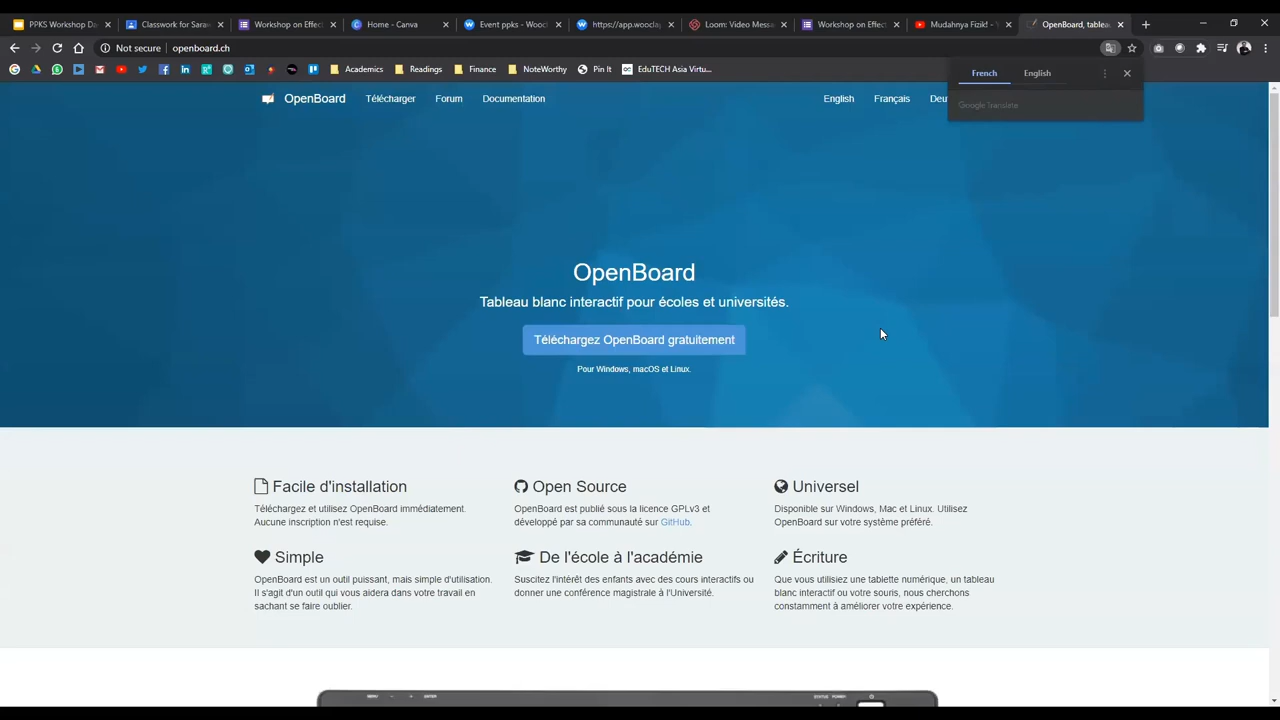 PPKS Workshop Da
Classwork for Saraw
Workshop on Effect
Home - Canva
Event ppks - Wooc
https://app.wooclap
Loom: Video Messa
Workshop on Effect
Mudahnya Fizik! - Y
OpenBoard, tablea
Not secure
openboard.ch
Academics
Readings
Finance
NoteWorthy
Pin It
EduTECH Asia Virtu...
French
English
Google Translate
OpenBoard
Télécharger
Forum
Documentation
English
Français
Deu
OpenBoard
Tableau blanc interactif pour écoles et universités.
Téléchargez OpenBoard gratuitement
Pour Windows, macOS et Linux.
Facile d'installation
Téléchargez et utilisez OpenBoard immédiatement.
Aucune inscription n'est requise.
Open Source
OpenBoard est publié sous la licence GPLv3 et
développé par sa communauté sur GitHub.
Universel
Disponible sur Windows, Mac et Linux. Utilisez
OpenBoard sur votre système préféré.
Simple
OpenBoard est un outil puissant, mais simple d'utilisation.
Il s'agit d'un outil qui vous aidera dans votre travail en
sachant se faire oublier.
De l'école à l'académie
Suscitez l'intérêt des enfants avec des cours interactifs ou
donner une conférence magistrale à l'Université.
Écriture
Que vous utilisiez une tablette numérique, un tableau
blanc interactif ou votre souris, nous cherchons
constamment à améliorer votre expérience.
MENU
ENTER
STATUS
POWER